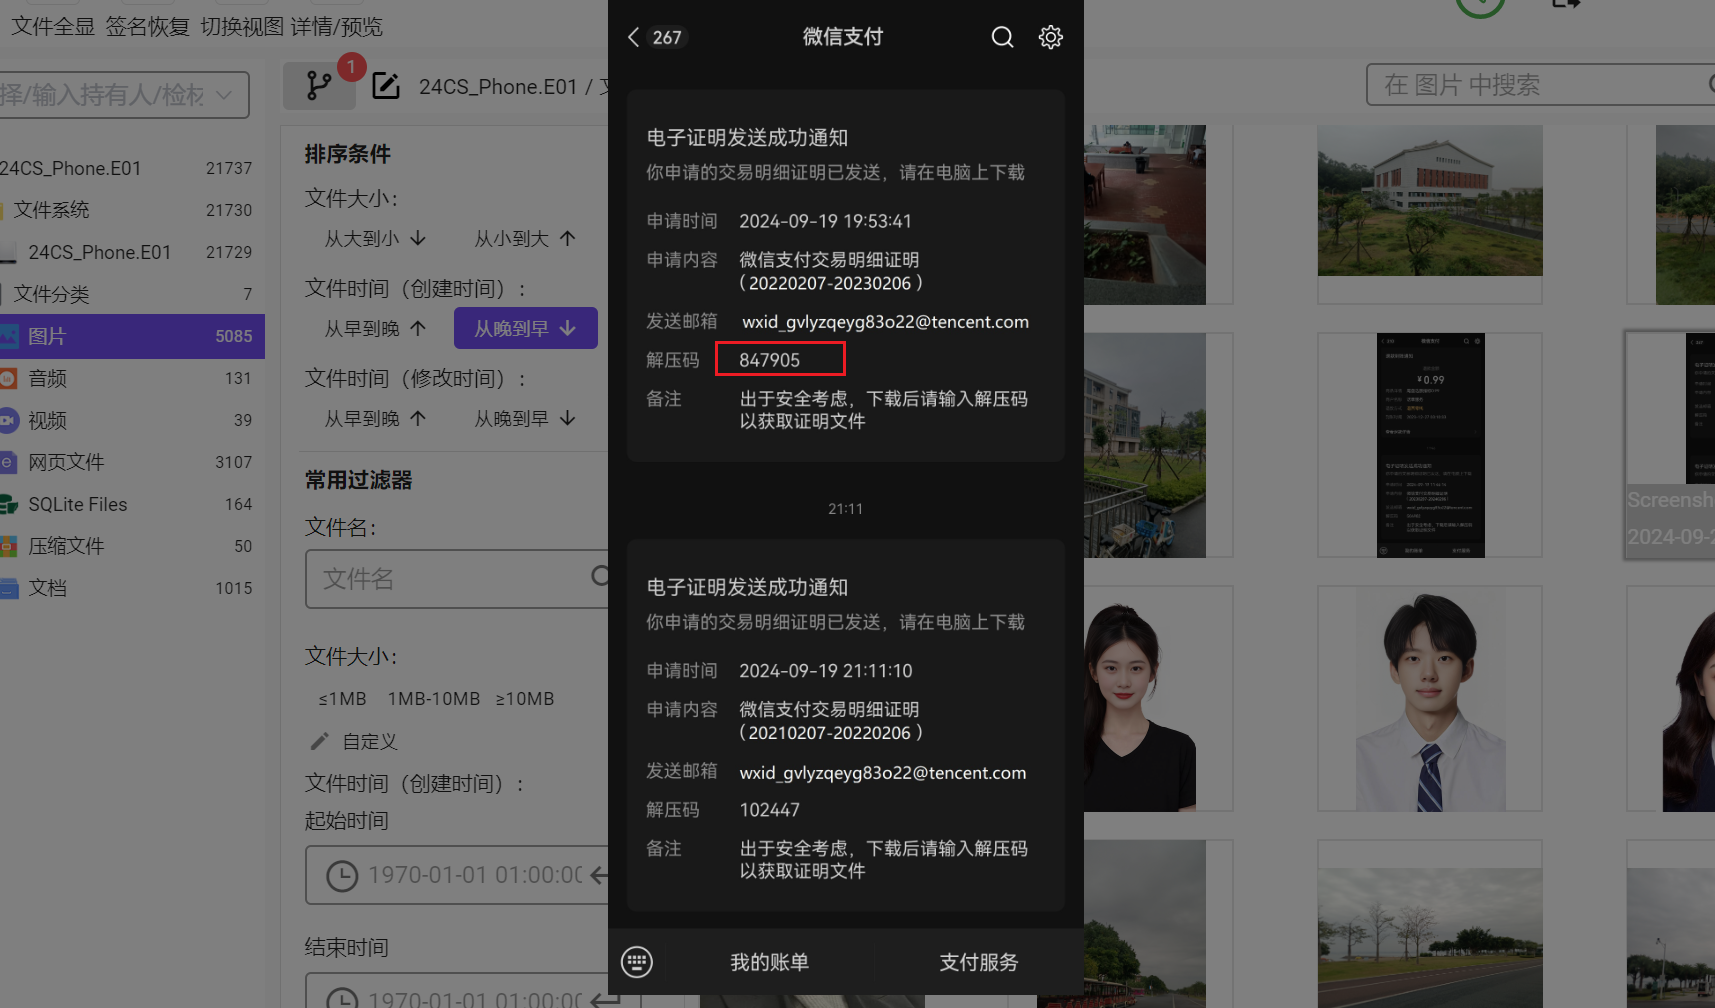 文件全显 签名恢复 切换视图 详情/预览
择/输入持有人/检材
24CS_Phone.E01 21737
文件系统 21730
24CS_Phone.E01 21729
文件分类 7
图片 5085
音频 131
视频 39
网页文件 3107
SQLite Files 164
压缩文件 50
文档 1015
1
24CS_Phone.E01 /
排序条件
文件大小：
从大到小 ↓ 从小到大 ↑
文件时间（创建时间）：
从早到晚 ↑ 从晚到早 ↓
文件时间（修改时间）：
从早到晚 ↑ 从晚到早 ↓
常用过滤器
文件名：
文件名
文件大小：
≤1MB 1MB-10MB ≥10MB
自定义
文件时间（创建时间）：
起始时间
1970-01-01 01:00:00
结束时间
1970-01-01 01:00:00
267 微信支付
电子证明发送成功通知
你申请的交易明细证明已发送，请在电脑上下载
申请时间 2024-09-19 19:53:41
申请内容 微信支付交易明细证明
（20220207-20230206 ）
发送邮箱 wxid_gvlyzqeyg83o22@tencent.com
解压码 847905
备注 出于安全考虑，下载后请输入解压码
以获取证明文件
21:11
电子证明发送成功通知
你申请的交易明细证明已发送，请在电脑上下载
申请时间 2024-09-19 21:11:10
申请内容 微信支付交易明细证明
（20210207-20220206 ）
发送邮箱 wxid_gvlyzqeyg83o22@tencent.com
解压码 102447
备注 出于安全考虑，下载后请输入解压码
以获取证明文件
我的账单 支付服务
在 图片 中搜索
微信支付
¥0.99
Screensh
2024-09-2